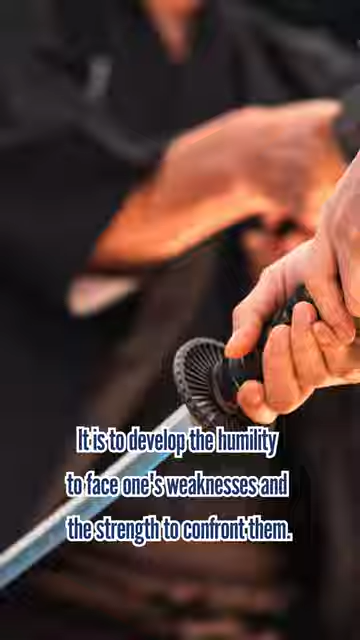 It is to develop the humility
to face one's weaknesses and
the strength to confront them.